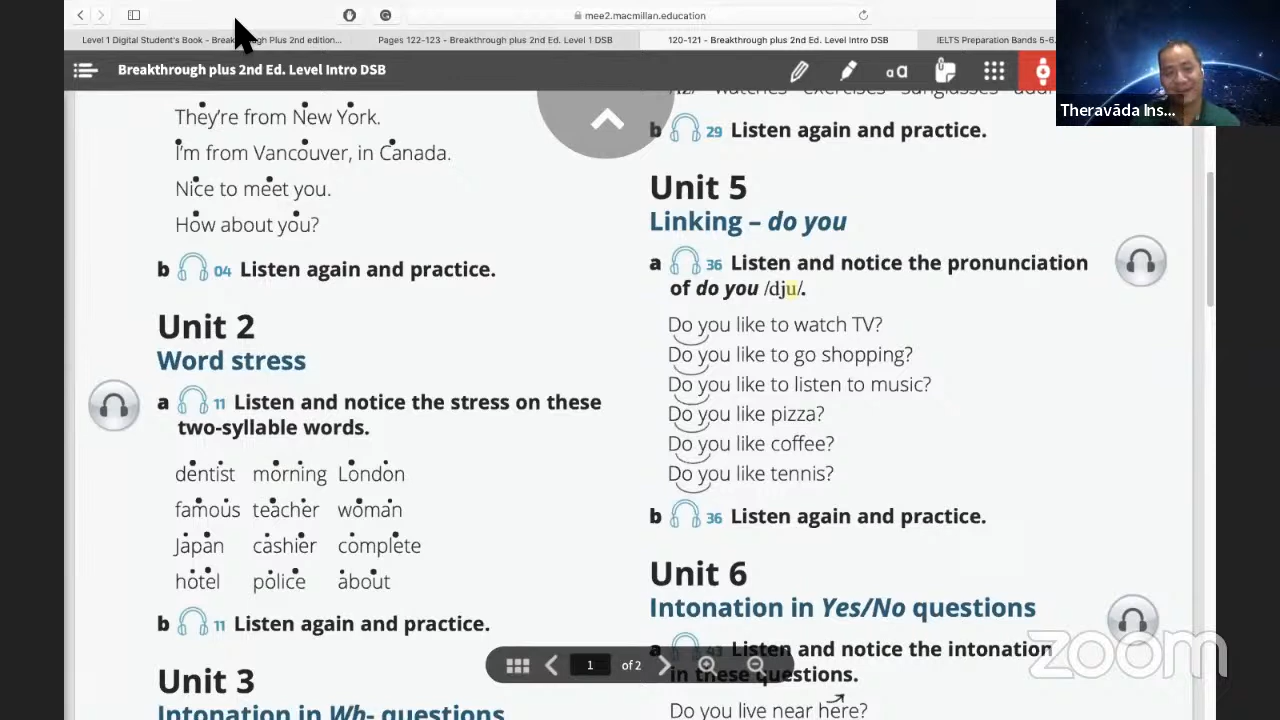 mee2.macmillan.education
Level 1 Digital Student's Book - Brea Plus 2nd edition...
Pages 122-123 - Breakthrough plus 2nd Ed. Level 1 DSB
120-121 - Breakthrough plus 2nd Ed. Level Intro DSB
IELTS Preparation Bands 5-6.
Breakthrough plus 2nd Ed. Level Intro DSB
aa
Theravāda Ins...
They're from New York.
I'm from Vancouver, in Canada.
Nice to meet you.
How about you?
b 04 Listen again and practice.
Unit 2
Word stress
a 11 Listen and notice the stress on these
two-syllable words.
dentist morning London
famous teacher woman
Japan cashier complete
hotel police about
b 11 Listen again and practice.
Unit 3
Intonation in Wh- questions
/ɪz/ watches exercises sunglasses
b 29 Listen again and practice.
Unit 5
Linking – do you
a 36 Listen and notice the pronunciation
of do you /dju/.
Do you like to watch TV?
Do you like to go shopping?
Do you like to listen to music?
Do you like pizza?
Do you like coffee?
Do you like tennis?
b 36 Listen again and practice.
Unit 6
Intonation in Yes/No questions
a 43 Listen and notice the intonation
in these questions.
Do you live near here?
1 of 2
zoom